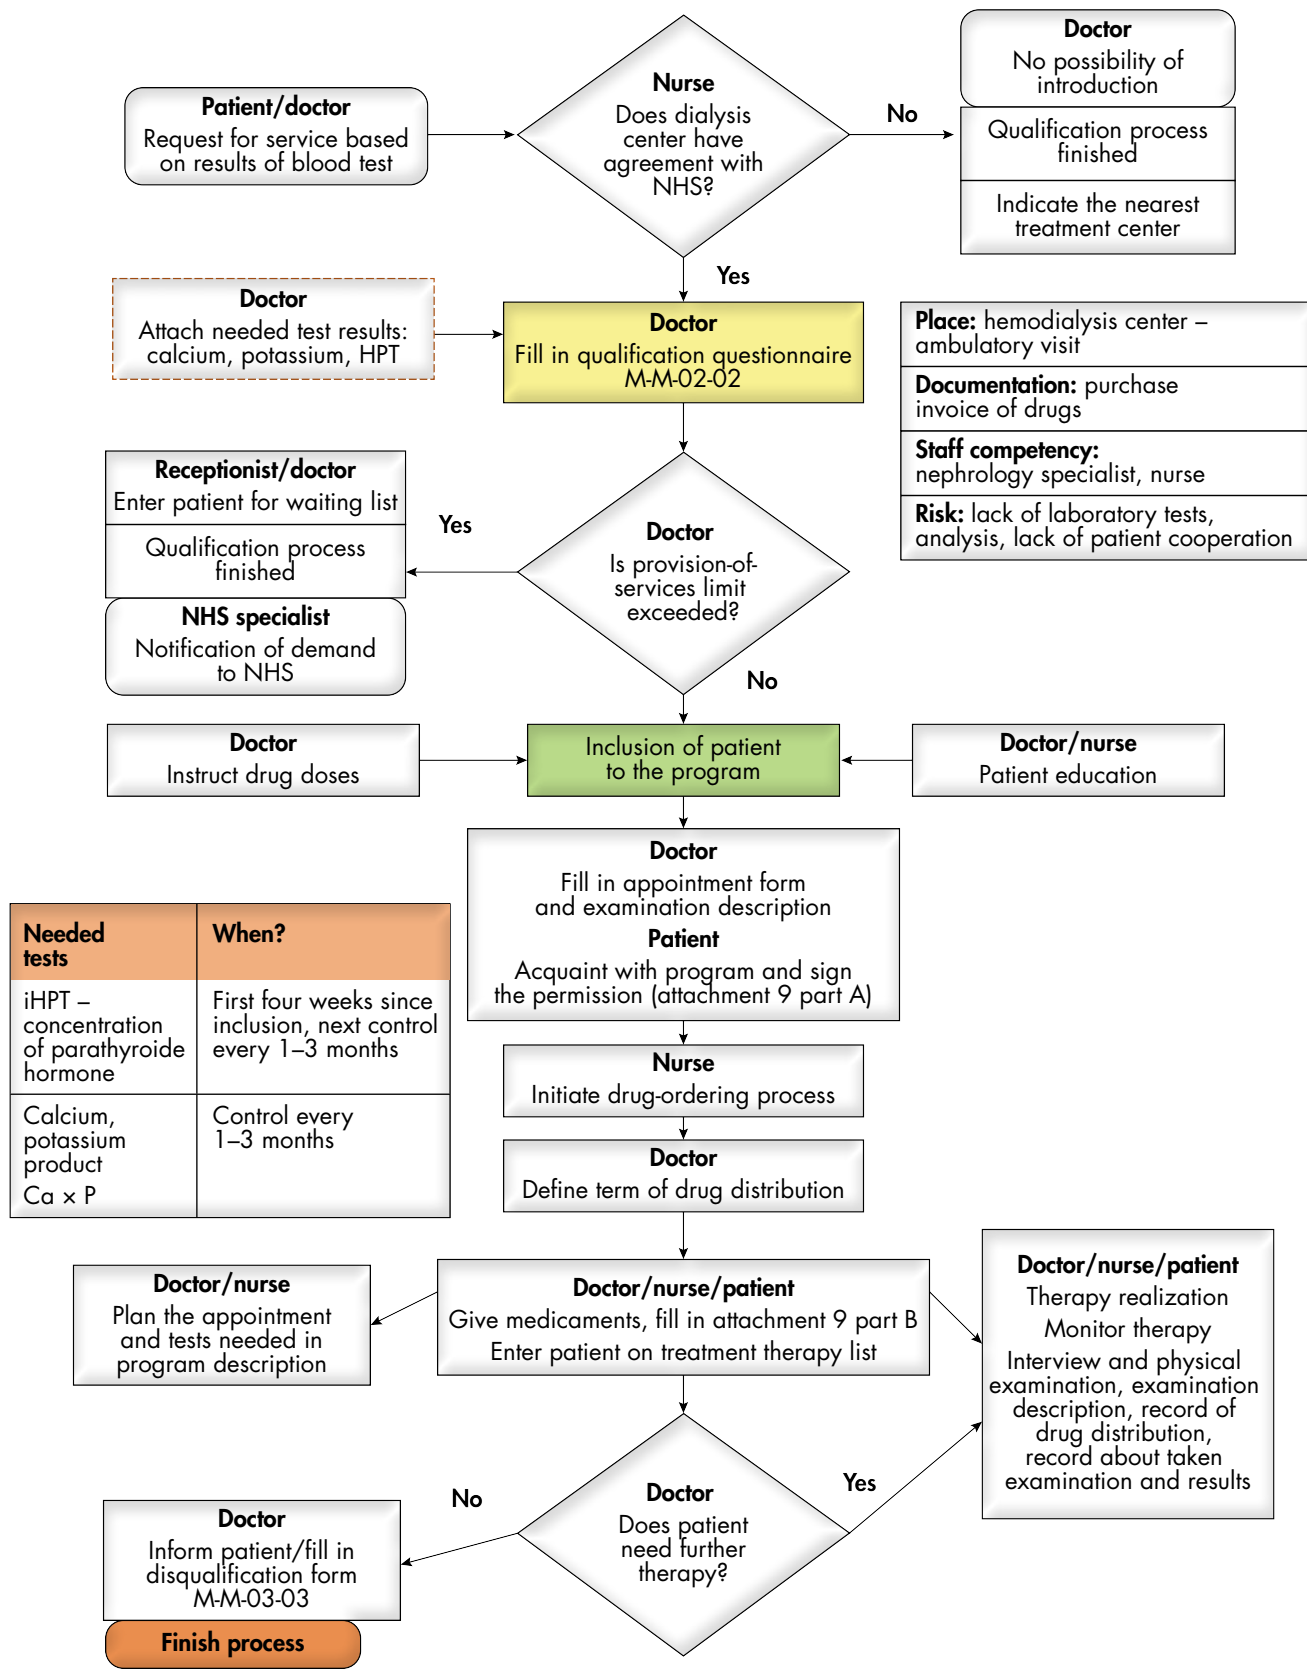 Patient/doctor
Request for service based
on results of blood test
Nurse
Does dialysis
center have
agreement with
NHS?
No
Doctor
No possibility of
introduction
Qualification process
finished
Indicate the nearest
treatment center
Yes
Doctor
Attach needed test results:
calcium, potassium, HPT
Doctor
Fill in qualification questionnaire
M-M-02-02
Place: hemodialysis center –
ambulatory visit
Documentation: purchase
invoice of drugs
Staff competency:
nephrology specialist, nurse
Risk: lack of laboratory tests,
analysis, lack of patient cooperation
Receptionist/doctor
Enter patient for waiting list
Qualification process
finished
NHS specialist
Notification of demand
to NHS
Yes
Doctor
Is provision-of-
services limit
exceeded?
No
Doctor
Instruct drug doses
Inclusion of patient
to the program
Doctor/nurse
Patient education
Doctor
Fill in appointment form
and examination description
Patient
Acquaint with program and sign
the permission (attachment 9 part A)
Needed
tests
When?
iHPT –
concentration
of parathyroide
hormone
First four weeks since
inclusion, next control
every 1–3 months
Calcium,
potassium
product
Ca × P
Control every
1–3 months
Nurse
Initiate drug-ordering process
Doctor
Define term of drug distribution
Doctor/nurse
Plan the appointment
and tests needed in
program description
Doctor/nurse/patient
Give medicaments, fill in attachment 9 part B
Enter patient on treatment therapy list
Doctor/nurse/patient
Therapy realization
Monitor therapy
Interview and physical
examination, examination
description, record of
drug distribution,
record about taken
examination and results
No
Doctor
Does patient
need further
therapy?
Yes
Doctor
Inform patient/fill in
disqualification form
M-M-03-03
Finish process